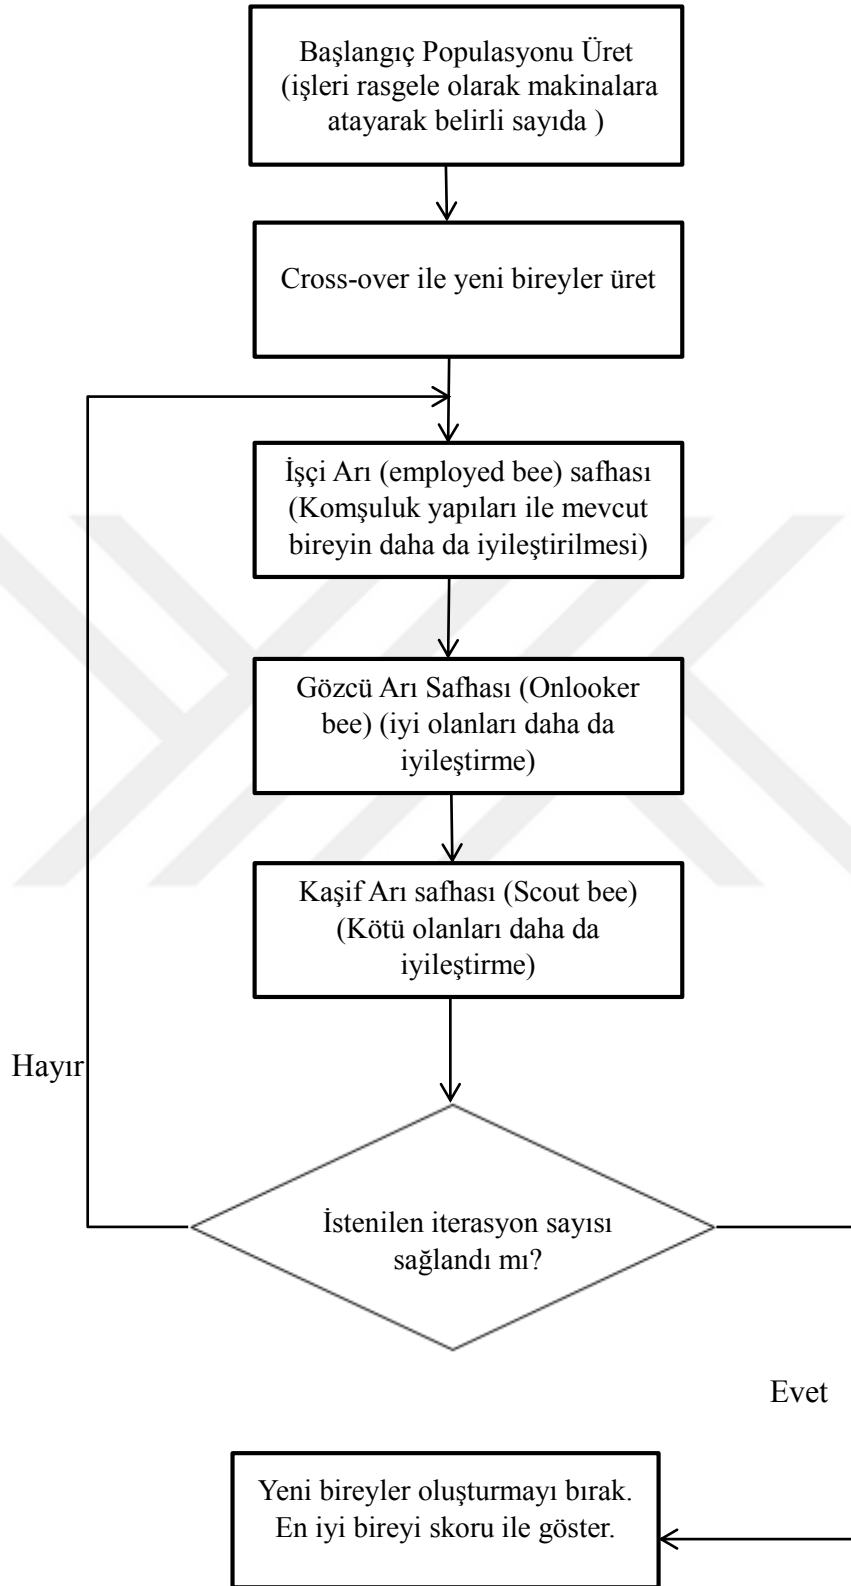 Başlangıç Populasyonu Üret
(işleri rasgele olarak makinalara
atayarak belirli sayıda )
Cross-over ile yeni bireyler üret
İşçi Arı (employed bee) safhası
(Komşuluk yapıları ile mevcut
bireyin daha da iyileştirilmesi)
Gözcü Arı Safhası (Onlooker
bee) (iyi olanları daha da
iyileştirme)
Kaşif Arı safhası (Scout bee)
(Kötü olanları daha da
iyileştirme)
Hayır
İstenilen iterasyon sayısı
sağlandı mı?
Evet
Yeni bireyler oluşturmayı bırak.
En iyi bireyi skoru ile göster.